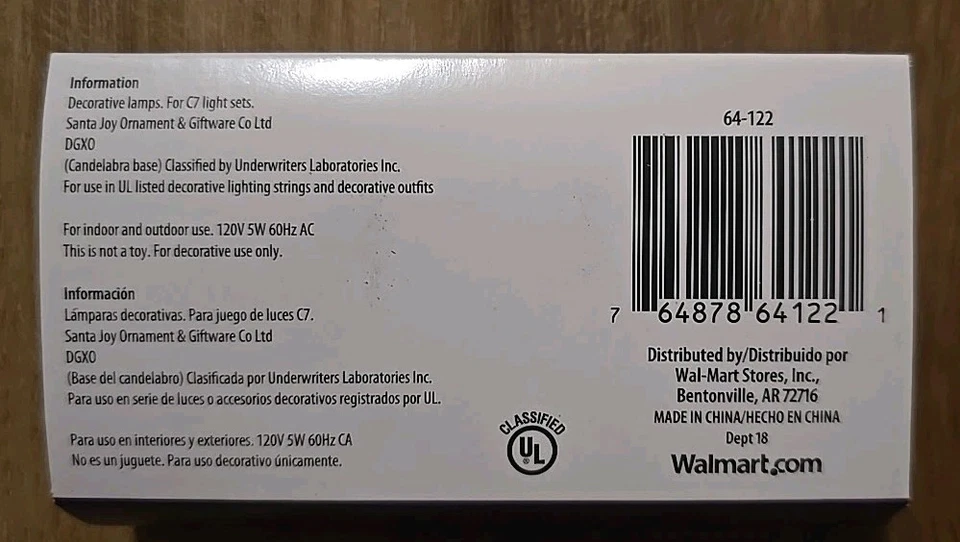 Information
Decorative lamps. For C7 light sets.
Santa Joy Ornament & Giftware Co Ltd
DGXO
(Candelabra base) Classified by Underwriters Laboratories Inc.
For use in UL listed decorative lighting strings and decorative outfits
For indoor and outdoor use. 120V 5W 60Hz AC
This is not a toy. For decorative use only.
Información
Lámparas decorativas. Para juego de luces C7.
Santa Joy Ornament & Giftware Co Ltd
DGXO
(Base del candelabro) Clasificada por Underwriters Laboratories Inc.
Para uso en serie de luces o accesorios decorativos registrados por UL.
Para uso en interiores y exteriores. 120V 5W 60Hz CA
No es un juguete. Para uso decorativo únicamente.
CLASSIFIED
UL
®
64-122
7 64878 64122 1
Distributed by/Distribuido por
Wal-Mart Stores, Inc.,
Bentonville, AR 72716
MADE IN CHINA/HECHO EN CHINA
Dept 18
Walmart.com